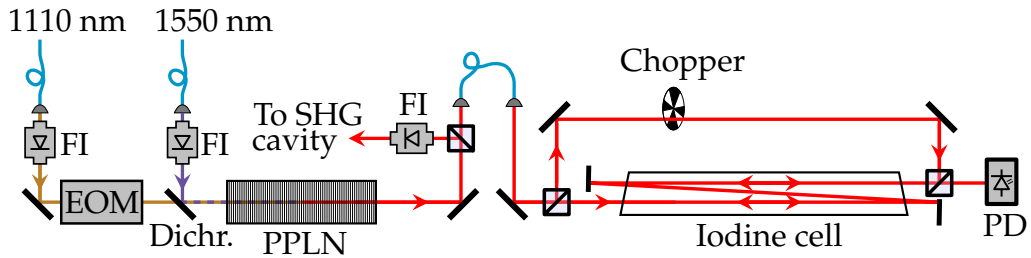 1110 nm
1550 nm
FI
FI
EOM
Dichr.
PPLN
To SHG
cavity
FI
Chopper
Iodine cell
PD